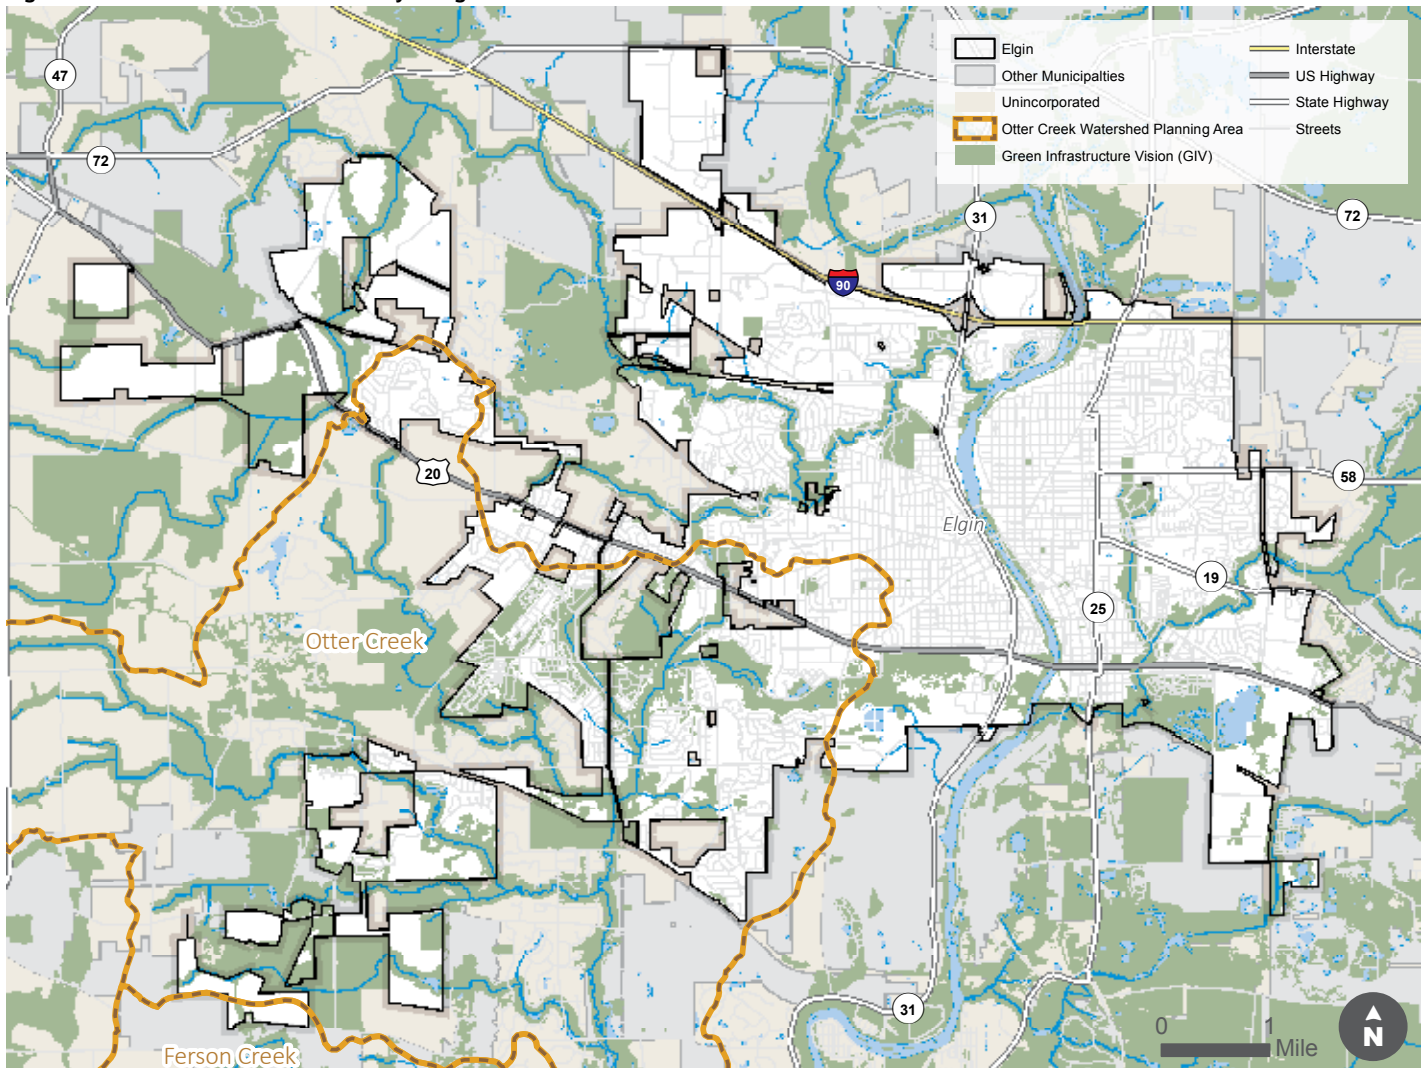 Elgin
Other Municipalties
Unincorporated
Otter Creek Watershed Planning Area
Green Infrastructure Vision (GIV)
Interstate
US Highway
State Highway
Streets
47
72
31
72
90
20
58
Elgin
19
25
Otter Creek
31
0 1
Mile
N
Ferson Creek